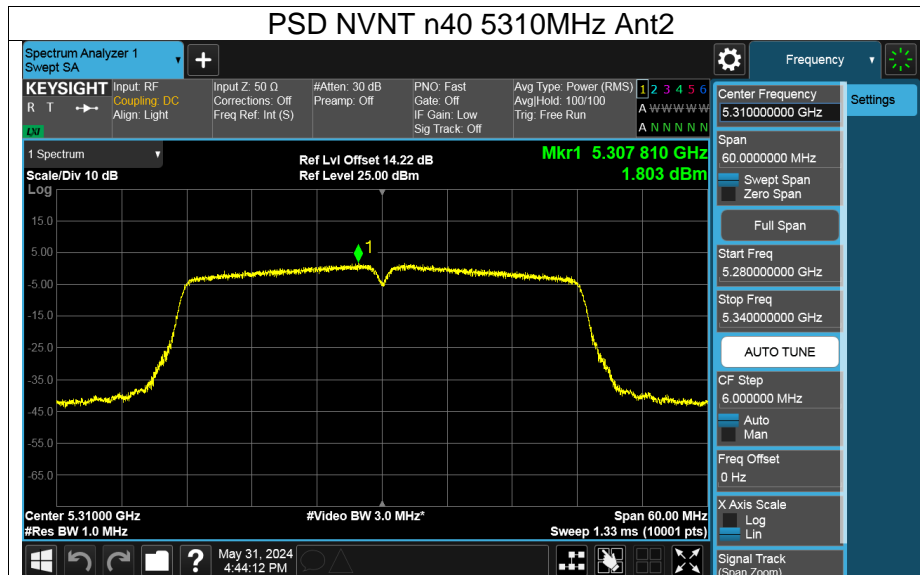 PSD NVNT n40 5310MHz Ant2
Spectrum Analyzer 1
Swept SA
+
Frequency
KEYSIGHT
R T
LXI
Input: RF
Coupling: DC
Align: Light
Input Z: 50 Ω
Corrections: Off
Freq Ref: Int (S)
#Atten: 30 dB
Preamp: Off
PNO: Fast
Gate: Off
IF Gain: Low
Sig Track: Off
Avg Type: Power (RMS)
Avg|Hold: 100/100
Trig: Free Run
1 2 3 4 5 6
A W W W W W
A N N N N N
1 Spectrum
Scale/Div 10 dB
Log
Ref Lvl Offset 14.22 dB
Ref Level 25.00 dBm
Mkr1 5.307 810 GHz
1.803 dBm
15.0
5.00
-5.00
-15.0
-25.0
-35.0
-45.0
-55.0
-65.0
1
Center 5.31000 GHz
#Res BW 1.0 MHz
#Video BW 3.0 MHz*
Span 60.00 MHz
Sweep 1.33 ms (10001 pts)
?
May 31, 2024
4:44:12 PM
Center Frequency
5.310000000 GHz
Span
60.0000000 MHz
Swept Span
Zero Span
Full Span
Start Freq
5.280000000 GHz
Stop Freq
5.340000000 GHz
AUTO TUNE
CF Step
6.000000 MHz
Auto
Man
Freq Offset
0 Hz
X Axis Scale
Log
Lin
Signal Track
(Span Zoom)
Settings